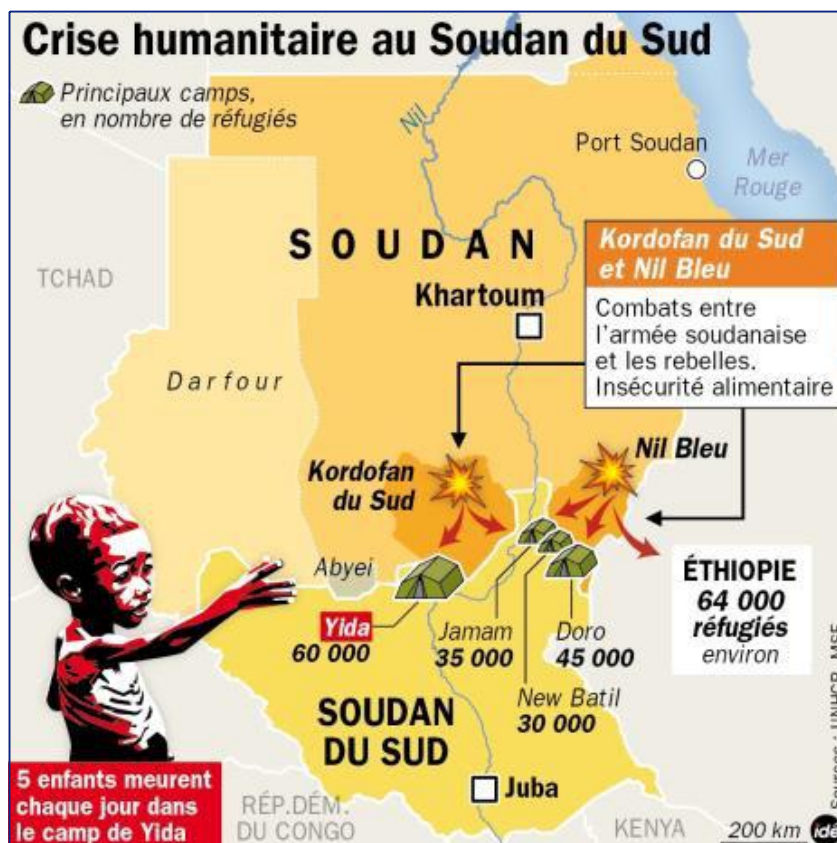 Crise humanitaire au Soudan du Sud
Principaux camps,
en nombre de réfugiés
Nil
Port Soudan
Mer
Rouge
SOUDAN
TCHAD
Khartoum
Kordofan du Sud
et Nil Bleu
Combats entre
l'armée soudanaise
et les rebelles.
Insécurité alimentaire
Darfour
Kordofan
du Sud
Nil Bleu
Abyei
Yida
60 000
Jamam
35 000
Doro
45 000
New Batil
30 000
ÉTHIOPIE
64 000
réfugiés
environ
SOUDAN
DU SUD
Juba
5 enfants meurent
chaque jour dans
le camp de Yida
RÉP.DÉM.
DU CONGO
KENYA
200 km
idé
Sources : UNHCR, MSF